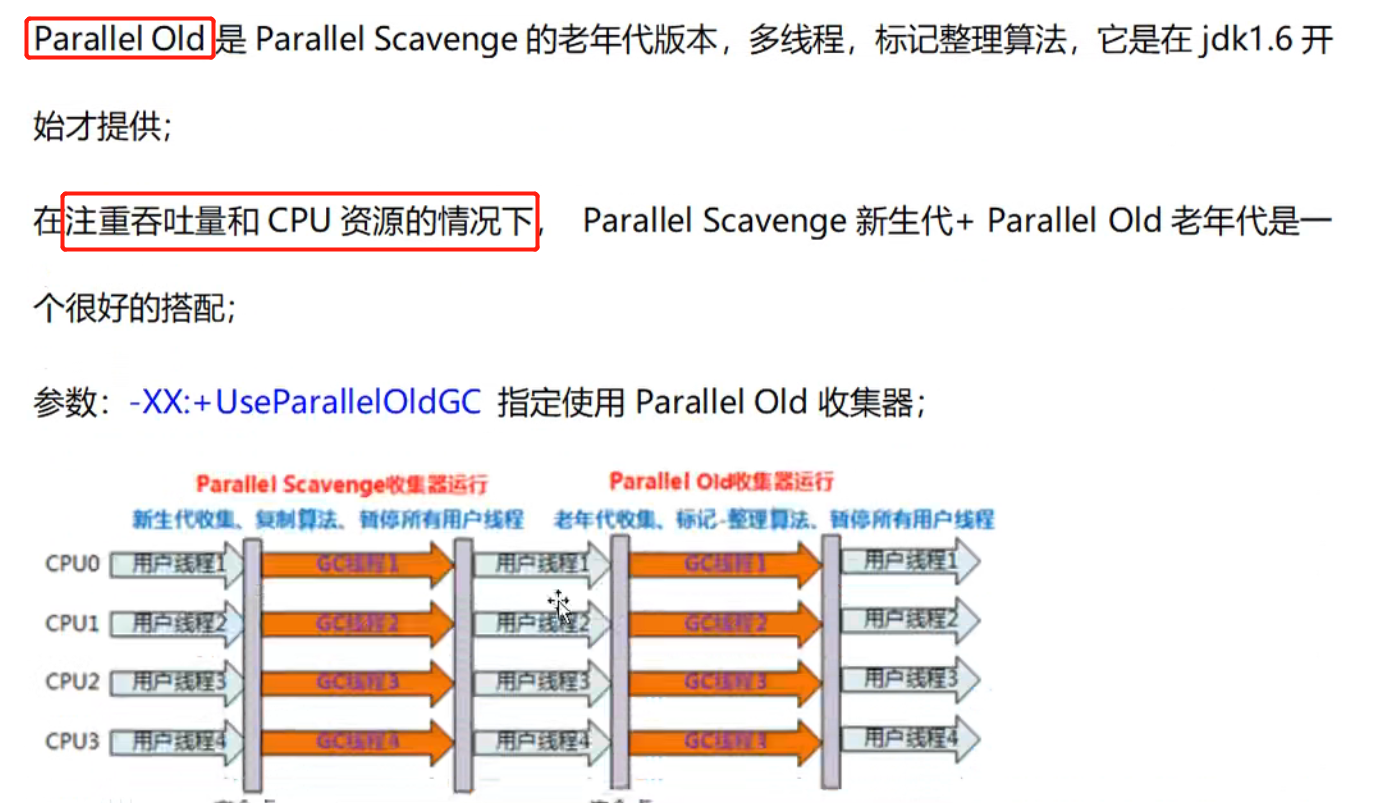 Parallel Old 是 Parallel Scavenge 的老年代版本，多线程，标记整理算法，它是在 jdk1.6 开
始才提供；
在注重吞吐量和 CPU 资源的情况下， Parallel Scavenge 新生代+ Parallel Old 老年代是一
个很好的搭配；
参数：-XX:+UseParallelOldGC 指定使用 Parallel Old 收集器；
Parallel Scavenge收集器运行 Parallel Old收集器运行
新生代收集、复制算法、暂停所有用户线程 老年代收集、标记-整理算法、暂停所有用户线程
CPU0 用户线程1 GC线程1 用户线程1 GC线程1 用户线程1
CPU1 用户线程2 GC线程2 用户线程2 GC线程2 用户线程2
CPU2 用户线程3 GC线程3 用户线程3 GC线程3 用户线程3
CPU3 用户线程4 GC线程4 用户线程4 GC线程3 用户线程4